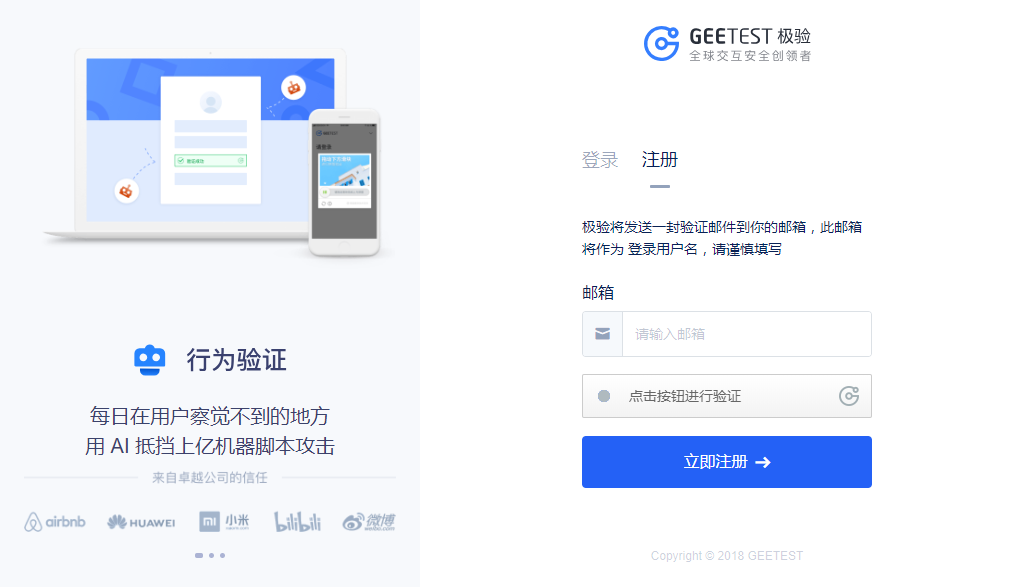 GEETEST 极验
全球交互安全创领者
登录 注册
极验将发送一封验证邮件到你的邮箱，此邮箱
将作为 登录用户名，请谨慎填写
邮箱
请输入邮箱
点击按钮进行验证
立即注册
Copyright © 2018 GEETEST
GEETEST
行为验证
每日在用户察觉不到的地方
用 AI 抵挡上亿机器脚本攻击
来自卓越公司的信任
airbnb HUAWEI 小米 bilibili 微博
weibo.com